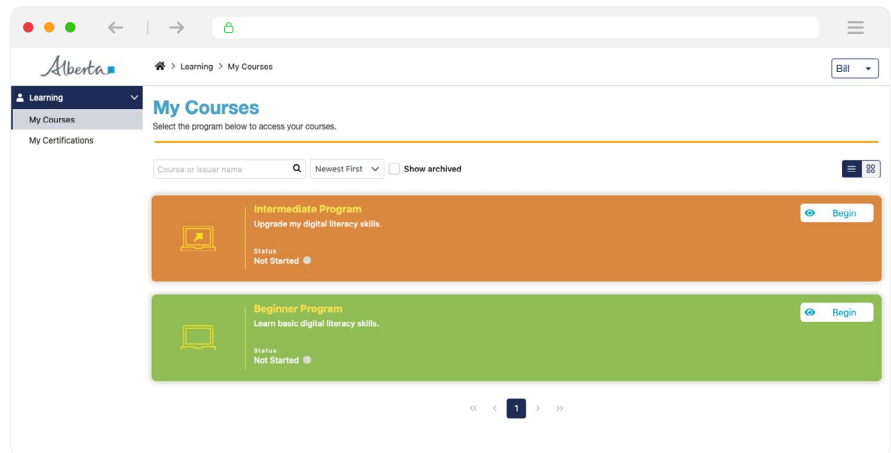 Alberta
> Learning > My Courses
Bill
Learning
My Courses
My Certifications
My Courses
Select the program below to access your courses.
Course or issuer name
Newest First
Show archived
Intermediate Program
Upgrade my digital literacy skills.
Status
Not Started
Begin
Beginner Program
Learn basic digital literacy skills.
Status
Not Started
Begin
« < 1 > »